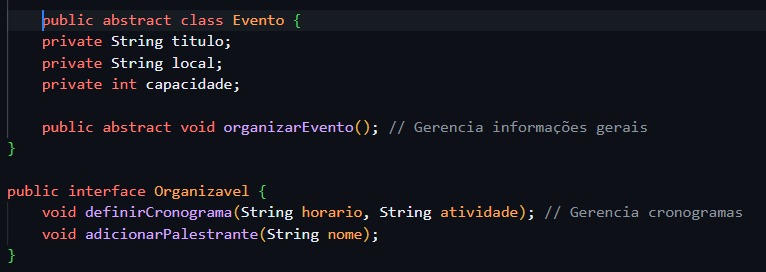 public abstract class Evento {
private String titulo;
private String local;
private int capacidade;
public abstract void organizarEvento(); // Gerencia informações gerais
}
public interface Organizavel {
void definirCronograma(String horario, String atividade); // Gerencia cronogramas
void adicionarPalestrante(String nome);
}